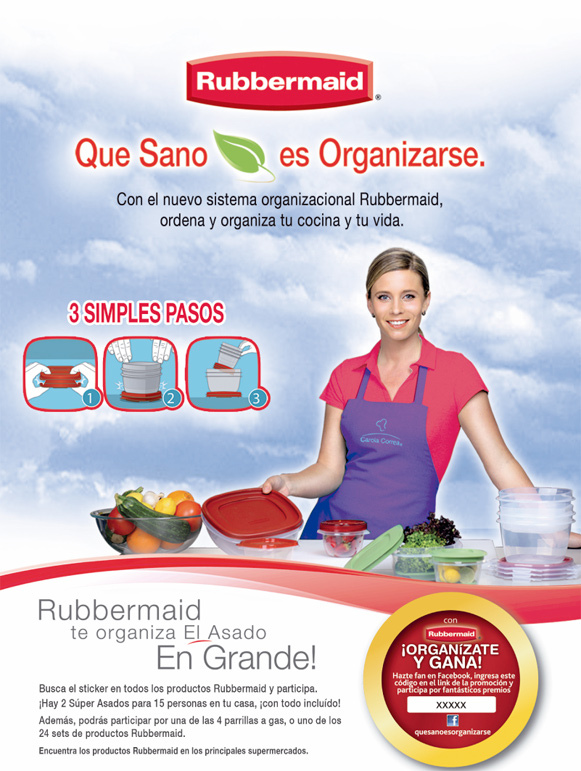 Rubbermaid®
Que Sano es Organizarse.
Con el nuevo sistema organizacional Rubbermaid,
ordena y organiza tu cocina y tu vida.
3 SIMPLES PASOS
1 2 3
Carola Correa
Rubbermaid
te organiza El Asado
En Grande!
Busca el sticker en todos los productos Rubbermaid y participa.
¡Hay 2 Súper Asados para 15 personas en tu casa, ¡con todo incluído!
Además, podrás participar por una de las 4 parrillas a gas, o uno de los
24 sets de productos Rubbermaid.
Encuentra los productos Rubbermaid en los principales supermercados.
con
Rubbermaid
¡ORGANÍZATE
Y GANA!
Hazte fan en Facebook, ingresa este
código en el link de la promoción y
participa por fantásticos premios
XXXXX
f
quesanoesorganizarse